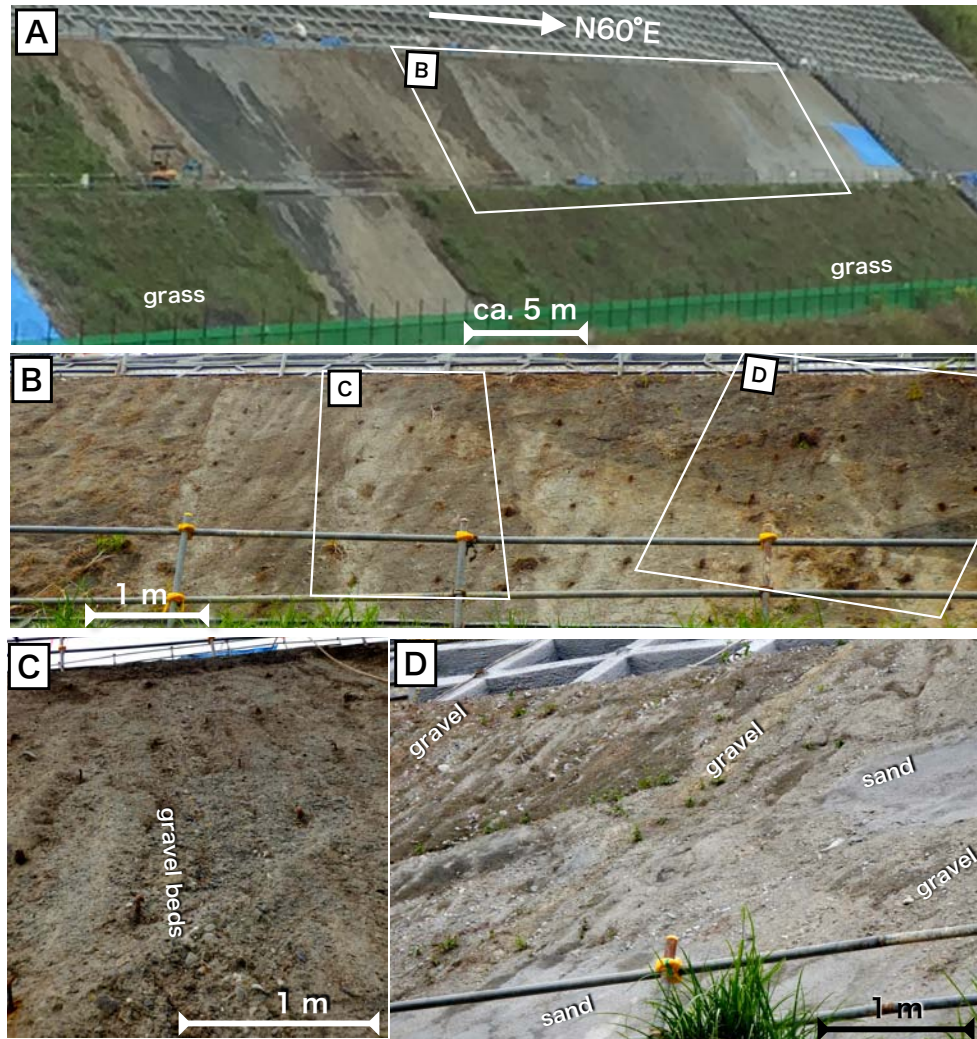 A
N60°E
B
grass
grass
ca. 5 m
B
C
D
1 m
C
gravel beds
1 m
D
gravel
gravel
sand
gravel
sand
1 m